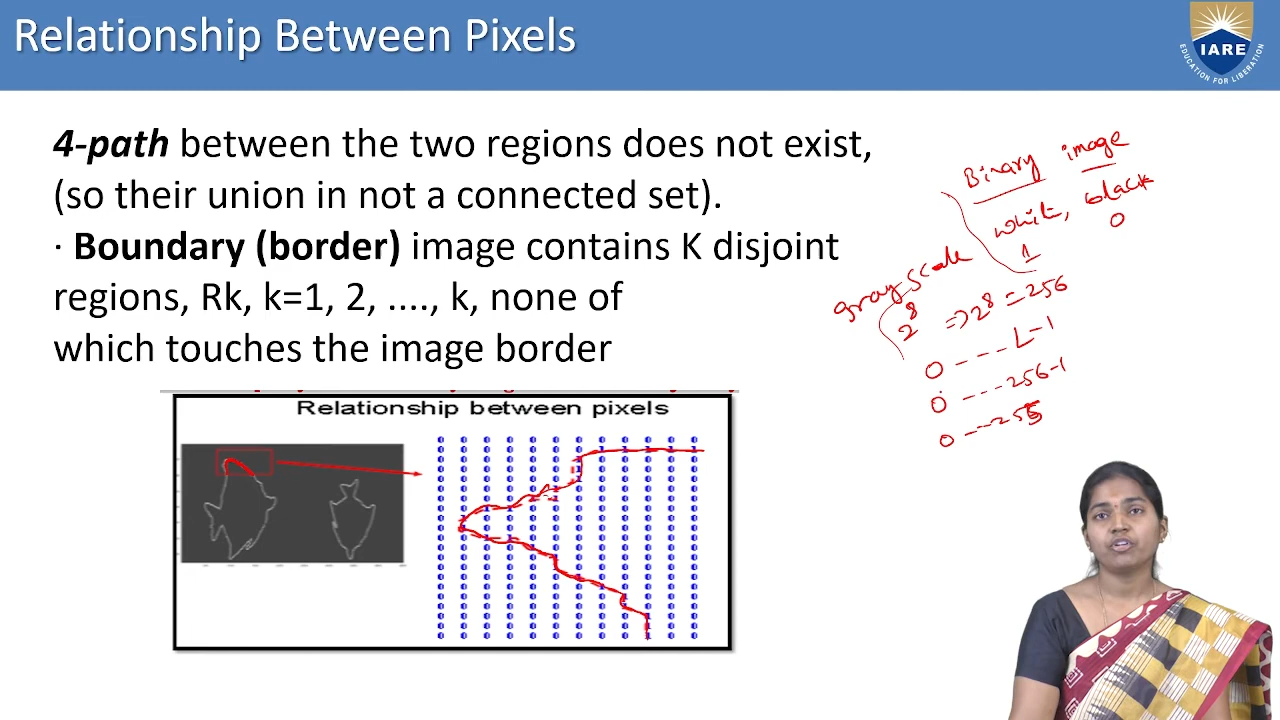 Relationship Between Pixels
IARE
EDUCATION FOR LIBERATION
4-path between the two regions does not exist,
(so their union in not a connected set).
· Boundary (border) image contains K disjoint
regions, Rk, k=1, 2, ...., k, none of
which touches the image border
Relationship between pixels
Binary image
white, black
1 0
grayscale
2^8 => 2^8 = 256
0 --- L-1
0 --- 256-1
0 --- 255